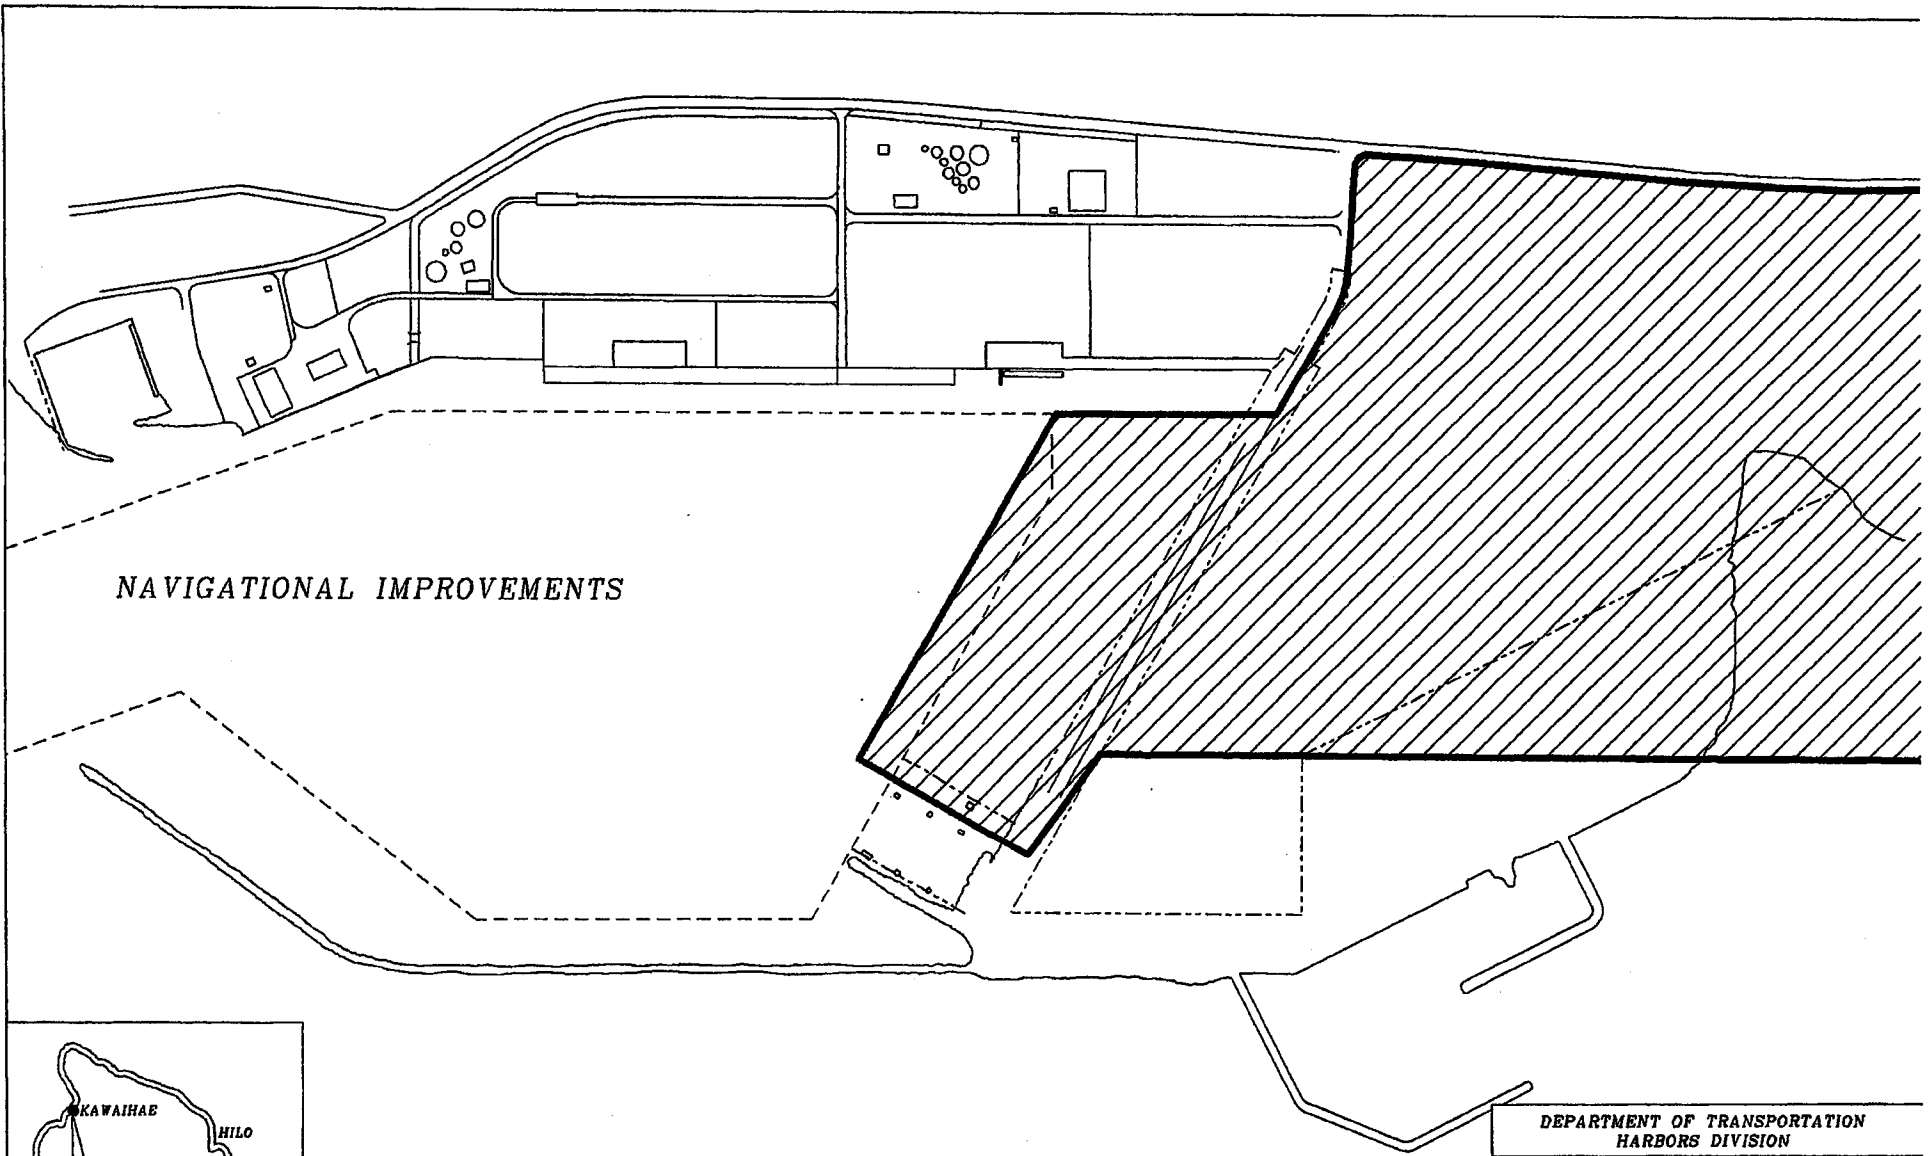 NAVIGATIONAL IMPROVEMENTS
KAWAIHAE
HILO
DEPARTMENT OF TRANSPORTATION
HARBORS DIVISION